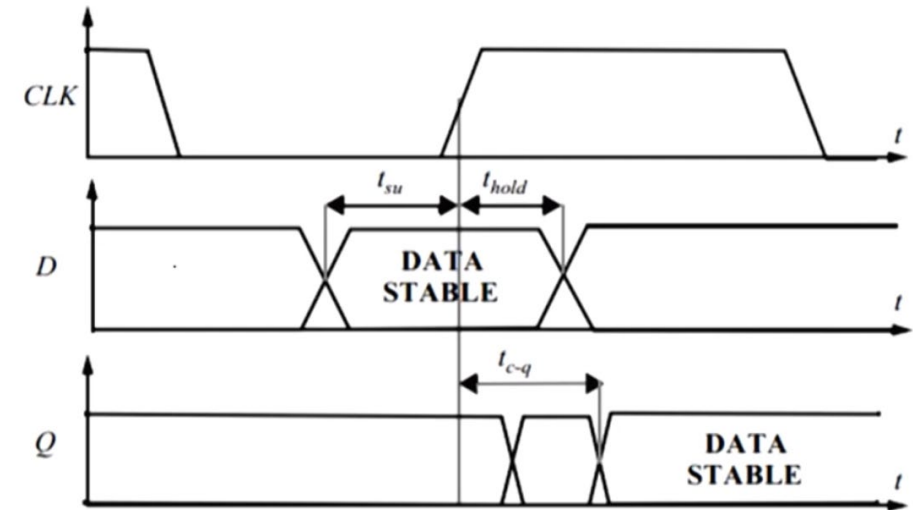 CLK
t
t_su
t_hold
D
DATA
STABLE
t
t_c-q
Q
DATA
STABLE
t